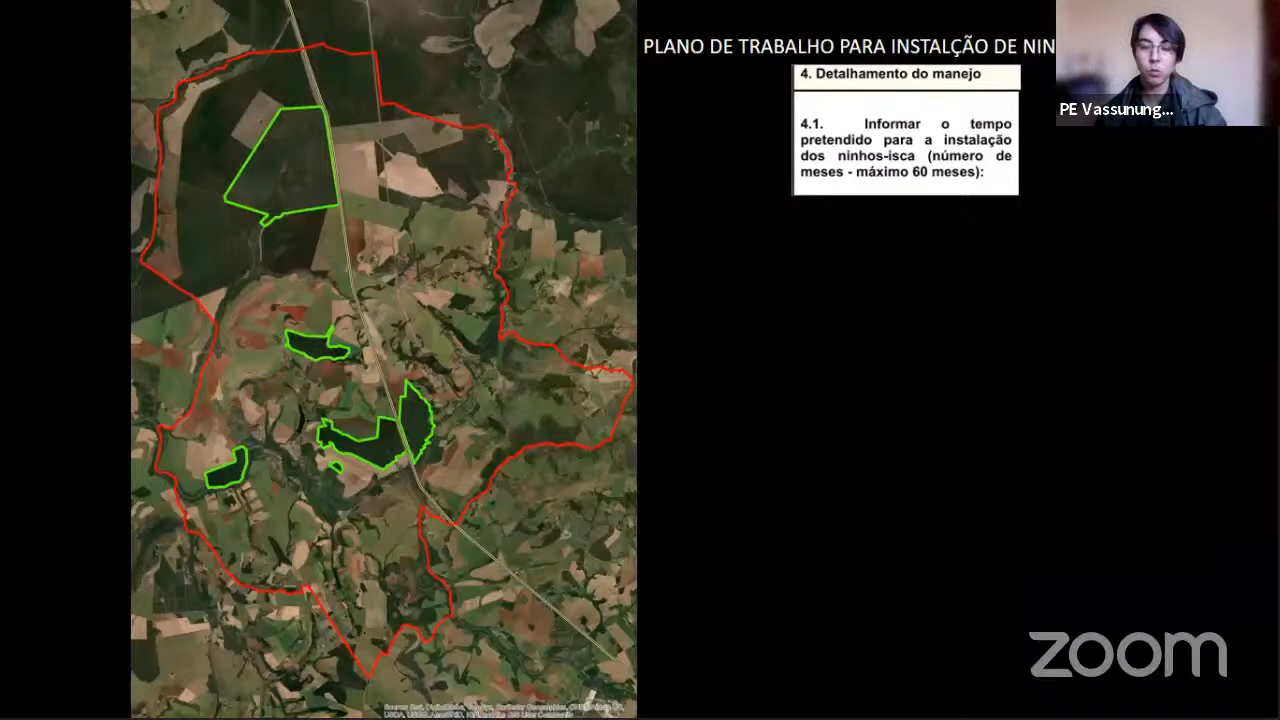 PLANO DE TRABALHO PARA INSTALÇÃO DE NIN
4. Detalhamento do manejo
4.1. Informar o tempo
pretendido para a instalação
dos ninhos-isca (número de
meses - máximo 60 meses):
PE Vassunung...
zoom